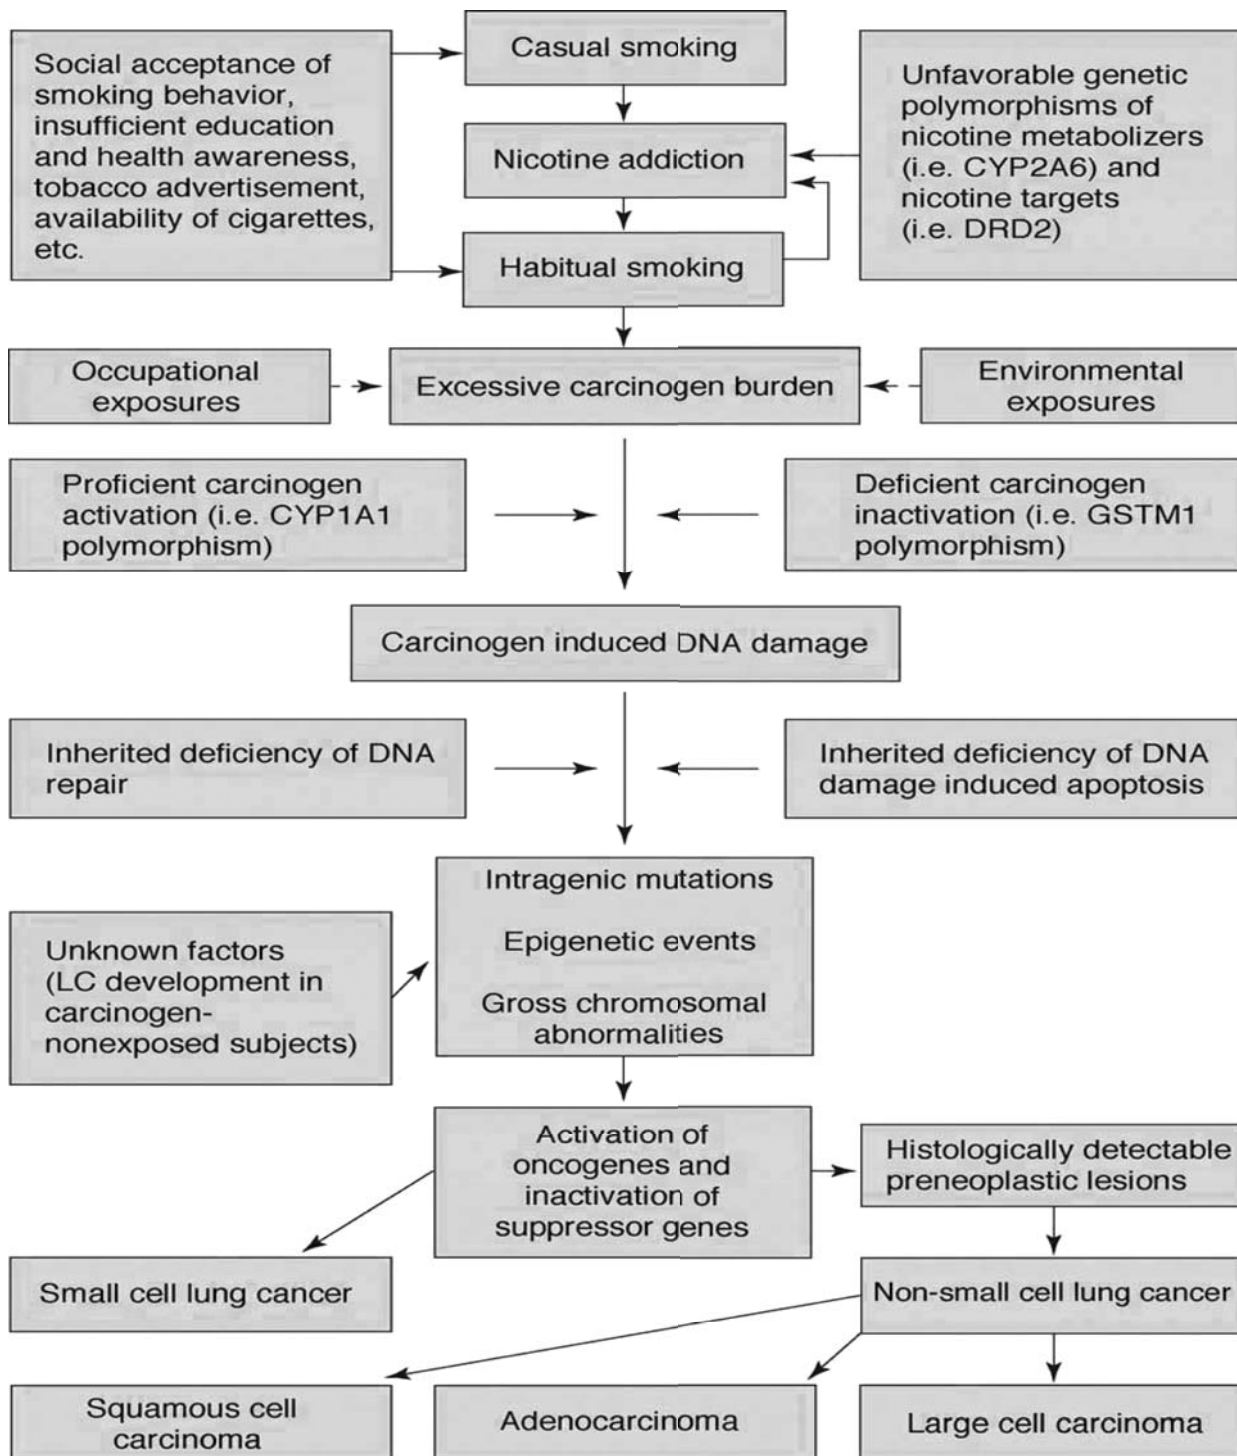 Casual smoking
Social acceptance of
smoking behavior,
insufficient education
and health awareness,
tobacco advertisement,
availability of cigarettes,
etc.
Unfavorable genetic
polymorphisms of
nicotine metabolizers
(i.e. CYP2A6) and
nicotine targets
(i.e. DRD2)
Nicotine addiction
Habitual smoking
Occupational
exposures
Excessive carcinogen burden
Environmental
exposures
Proficient carcinogen
activation (i.e. CYP1A1
polymorphism)
Deficient carcinogen
inactivation (i.e. GSTM1
polymorphism)
Carcinogen induced DNA damage
Inherited deficiency of DNA
repair
Inherited deficiency of DNA
damage induced apoptosis
Intragenic mutations
Epigenetic events
Gross chromosomal
abnormalities
Unknown factors
(LC development in
carcinogen-
nonexposed subjects)
Activation of
oncogenes and
inactivation of
suppressor genes
Histologically detectable
preneoplastic lesions
Small cell lung cancer
Non-small cell lung cancer
Squamous cell
carcinoma
Adenocarcinoma
Large cell carcinoma